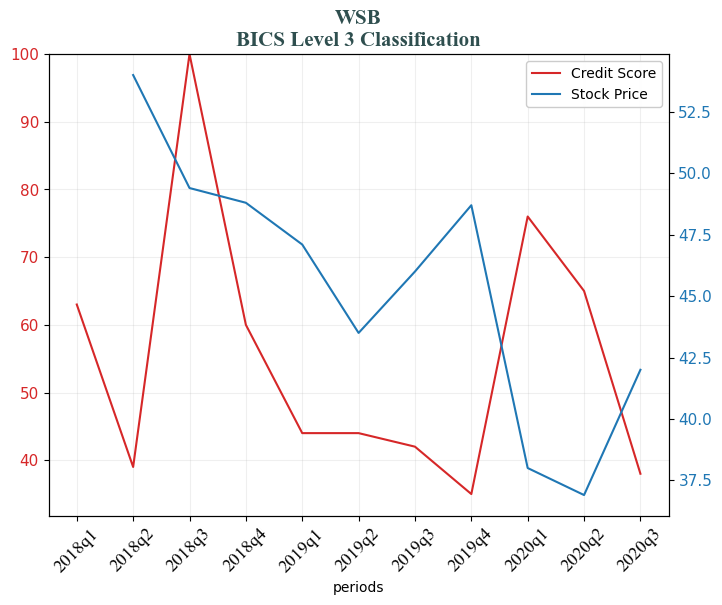 WSB
BICS Level 3 Classification
Credit Score
Stock Price
100
90
80
70
60
50
40
52.5
50.0
47.5
45.0
42.5
40.0
37.5
2018q1
2018q2
2018q3
2018q4
2019q1
2019q2
2019q3
2019q4
2020q1
2020q2
2020q3
periods